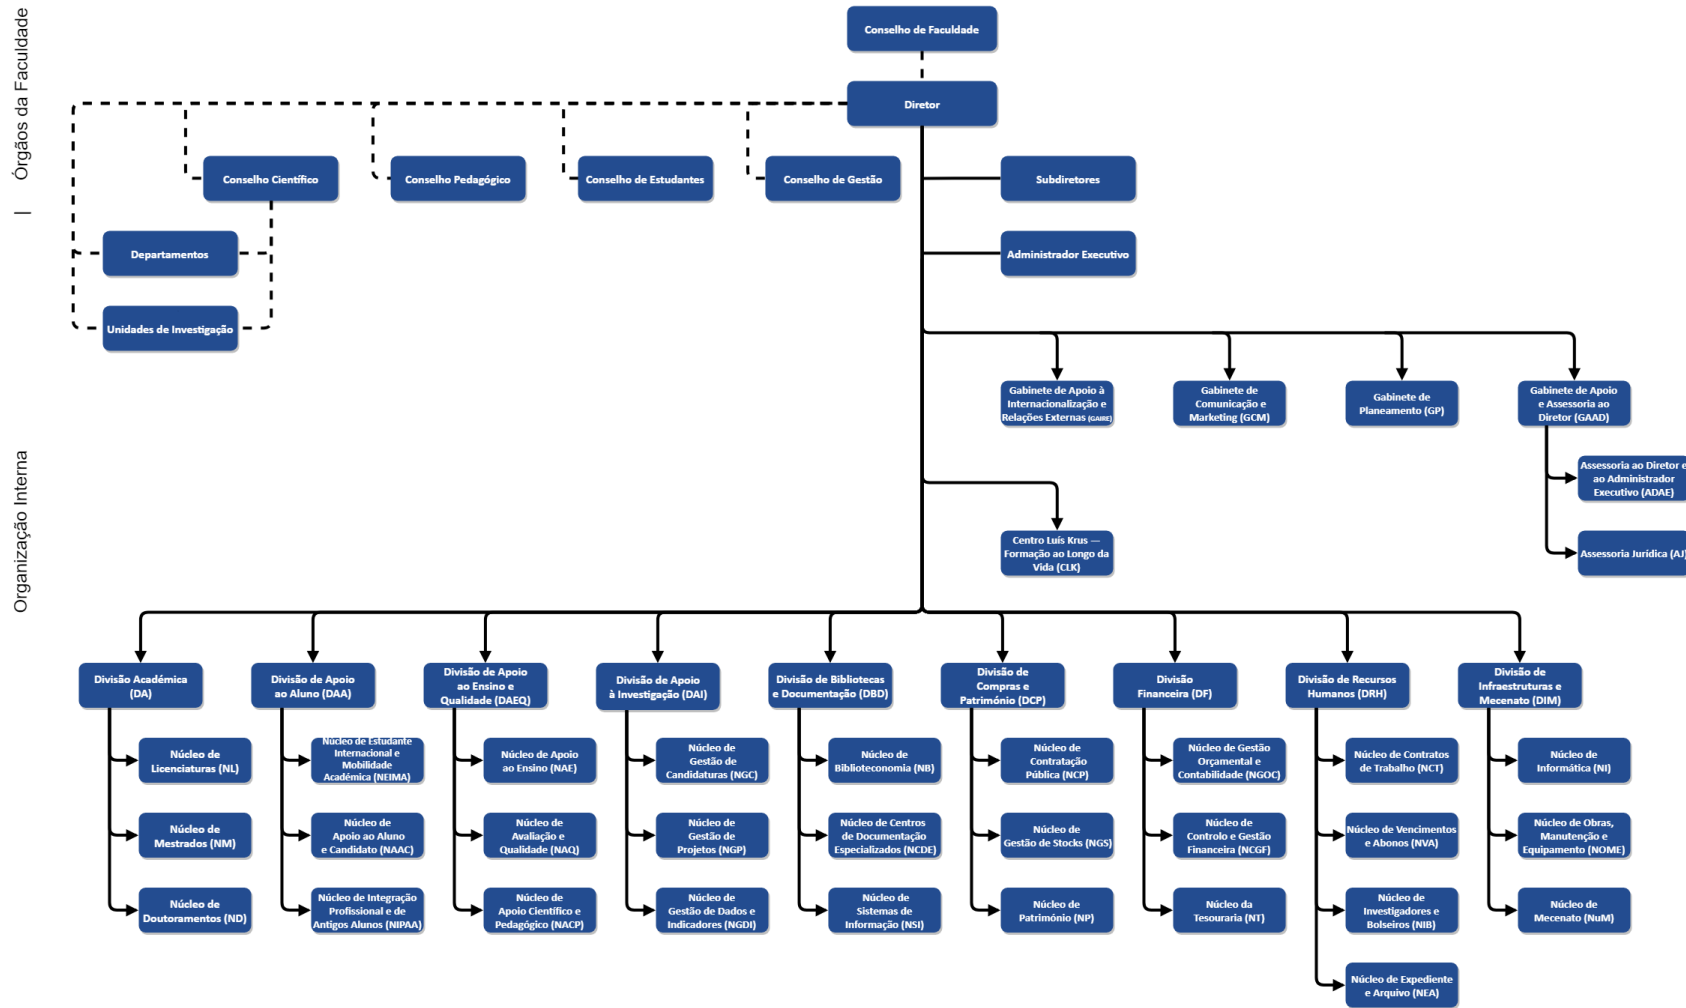 Órgãos da Faculdade
|
Organização Interna
Conselho de Faculdade
Diretor
Conselho Científico
Conselho Pedagógico
Conselho de Estudantes
Conselho de Gestão
Subdiretores
Departamentos
Administrador Executivo
Unidades de Investigação
Gabinete de Apoio à
Internacionalização e
Relações Externas (GAIRE)
Gabinete de
Comunicação e
Marketing (GCM)
Gabinete de
Planeamento (GP)
Gabinete de Apoio
e Assessoria ao
Diretor (GAAD)
Assessoria ao Diretor e
ao Administrador
Executivo (ADAE)
Assessoria Jurídica (AJ)
Centro Luís Krus —
Formação ao Longo da
Vida (CLK)
Divisão Académica
(DA)
Divisão de Apoio
ao Aluno (DAA)
Divisão de Apoio
ao Ensino e
Qualidade (DAEQ)
Divisão de Apoio
à Investigação (DAI)
Divisão de Bibliotecas
e Documentação (DBD)
Divisão de
Compras e
Património (DCP)
Divisão
Financeira (DF)
Divisão de Recursos
Humanos (DRH)
Divisão de
Infraestruturas e
Mecenato (DIM)
Núcleo de
Licenciaturas (NL)
Núcleo de Estudante
Internacional e
Mobilidade
Académica (NEIMA)
Núcleo de Apoio
ao Ensino (NAE)
Núcleo de
Gestão de
Candidaturas (NGC)
Núcleo de
Biblioteconomia (NB)
Núcleo de
Contratação
Pública (NCP)
Núcleo de Gestão
Orçamental e
Contabilidade (NGOC)
Núcleo de Contratos
de Trabalho (NCT)
Núcleo de
Informática (NI)
Núcleo de
Mestrados (NM)
Núcleo de
Apoio ao Aluno
e Candidato (NAAC)
Núcleo de
Avaliação e
Qualidade (NAQ)
Núcleo de
Gestão de
Projetos (NGP)
Núcleo de Centros
de Documentação
Especializados (NCDE)
Núcleo de
Gestão de Stocks (NGS)
Núcleo de
Controlo e Gestão
Financeira (NCGF)
Núcleo de Vencimentos
e Abonos (NVA)
Núcleo de Obras,
Manutenção e
Equipamento (NOME)
Núcleo de
Doutoramentos (ND)
Núcleo de Integração
Profissional e de
Antigos Alunos (NIPAA)
Núcleo de
Apoio Científico e
Pedagógico (NACP)
Núcleo de
Gestão de Dados e
Indicadores (NGDI)
Núcleo de
Sistemas de
Informação (NSI)
Núcleo de
Património (NP)
Núcleo da
Tesouraria (NT)
Núcleo de
Investigadores e
Bolseiros (NIB)
Núcleo de
Mecenato (NuM)
Núcleo de Expediente
e Arquivo (NEA)